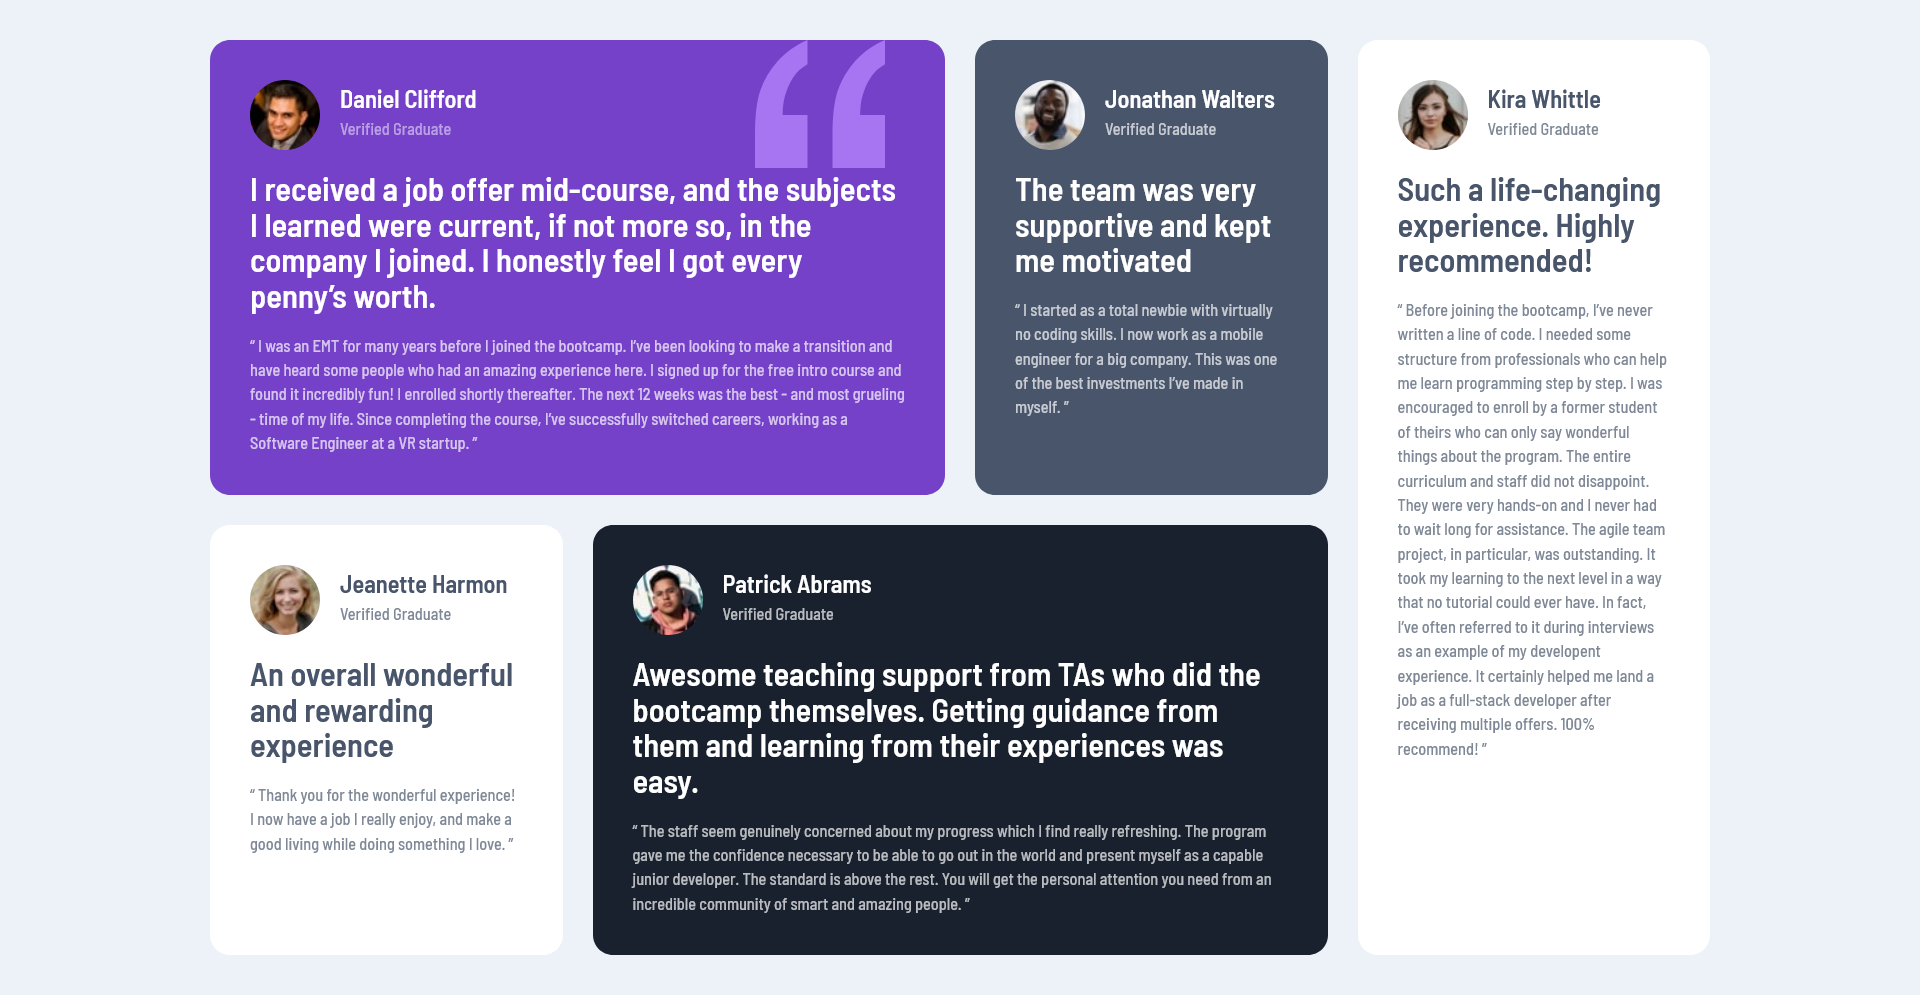 Daniel Clifford
Verified Graduate
I received a job offer mid-course, and the subjects
I learned were current, if not more so, in the
company I joined. I honestly feel I got every
penny’s worth.
“ I was an EMT for many years before I joined the bootcamp. I’ve been looking to make a transition and
have heard some people who had an amazing experience here. I signed up for the free intro course and
found it incredibly fun! I enrolled shortly thereafter. The next 12 weeks was the best - and most grueling
- time of my life. Since completing the course, I’ve successfully switched careers, working as a
Software Engineer at a VR startup. ”
Jonathan Walters
Verified Graduate
The team was very
supportive and kept
me motivated
“ I started as a total newbie with virtually
no coding skills. I now work as a mobile
engineer for a big company. This was one
of the best investments I’ve made in
myself. ”
Kira Whittle
Verified Graduate
Such a life-changing
experience. Highly
recommended!
“ Before joining the bootcamp, I’ve never
written a line of code. I needed some
structure from professionals who can help
me learn programming step by step. I was
encouraged to enroll by a former student
of theirs who can only say wonderful
things about the program. The entire
curriculum and staff did not disappoint.
They were very hands-on and I never had
to wait long for assistance. The agile team
project, in particular, was outstanding. It
took my learning to the next level in a way
that no tutorial could ever have. In fact,
I’ve often referred to it during interviews
as an example of my developent
experience. It certainly helped me land a
job as a full-stack developer after
receiving multiple offers. 100%
recommend! ”
Jeanette Harmon
Verified Graduate
An overall wonderful
and rewarding
experience
“ Thank you for the wonderful experience!
I now have a job I really enjoy, and make a
good living while doing something I love. ”
Patrick Abrams
Verified Graduate
Awesome teaching support from TAs who did the
bootcamp themselves. Getting guidance from
them and learning from their experiences was
easy.
“ The staff seem genuinely concerned about my progress which I find really refreshing. The program
gave me the confidence necessary to be able to go out in the world and present myself as a capable
junior developer. The standard is above the rest. You will get the personal attention you need from an
incredible community of smart and amazing people. ”